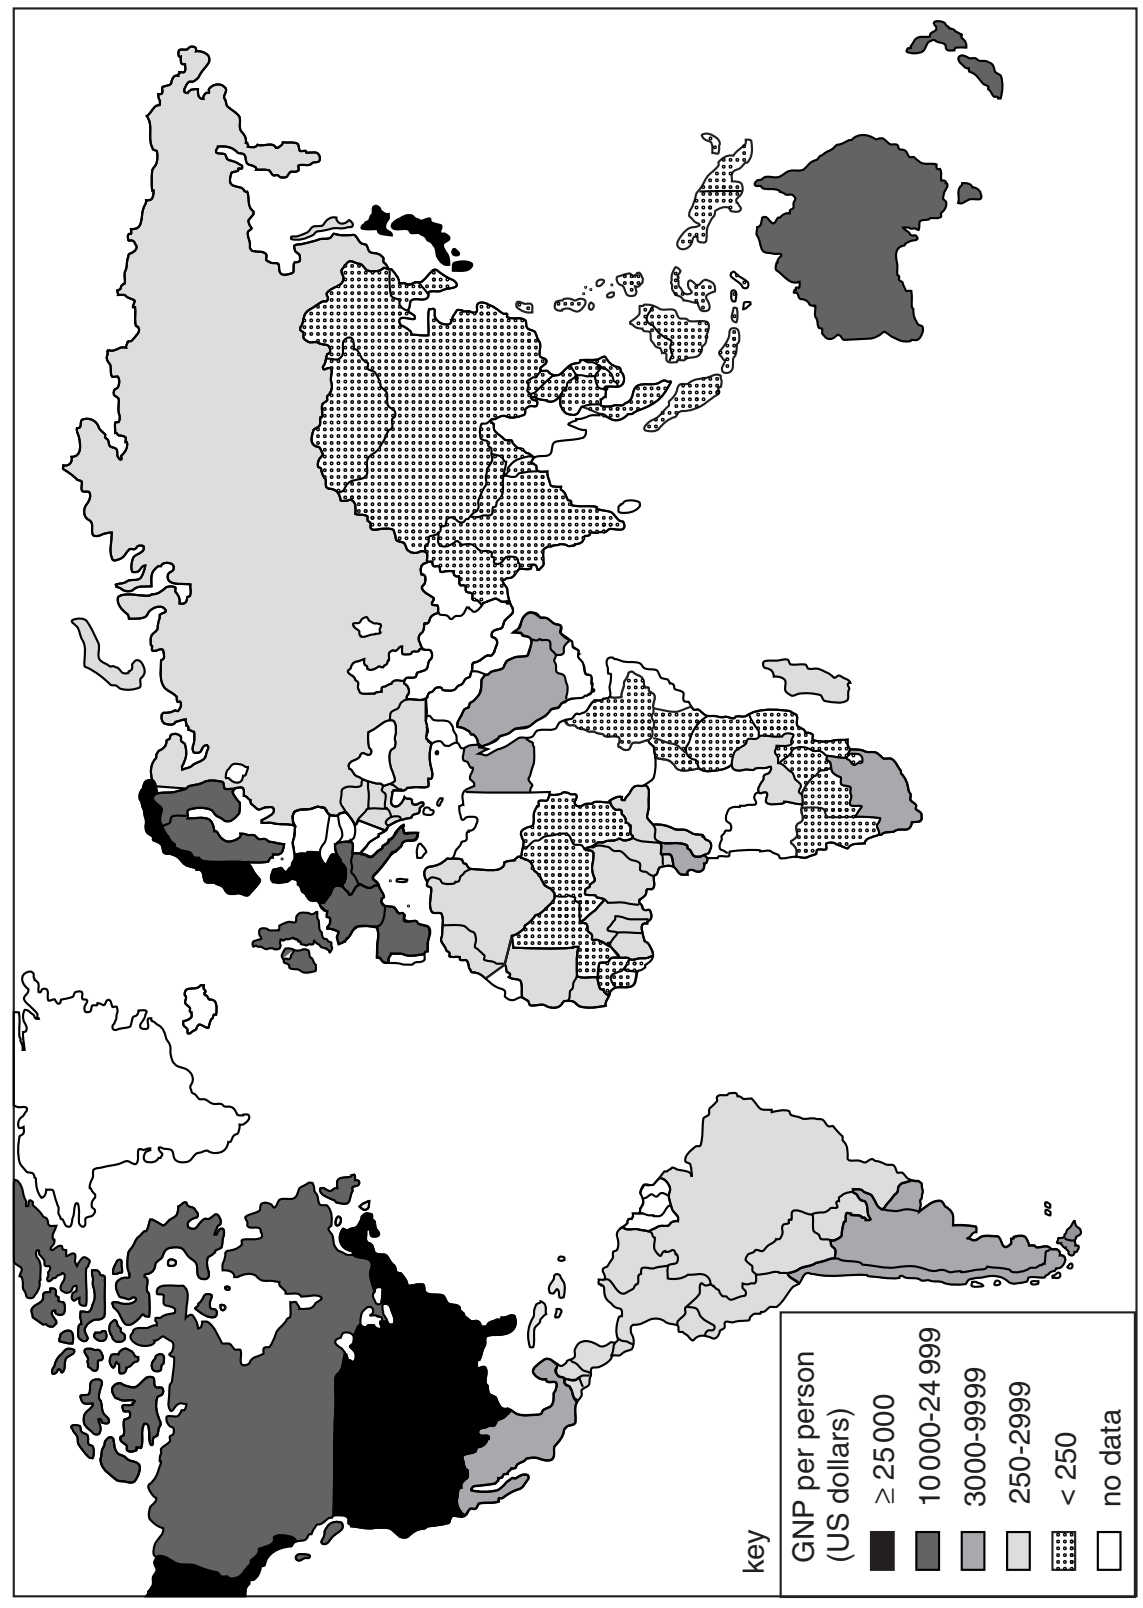 key
GNP per person
(US dollars)
≥ 25 000
10 000-24 999
3000-9999
250-2999
< 250
no data